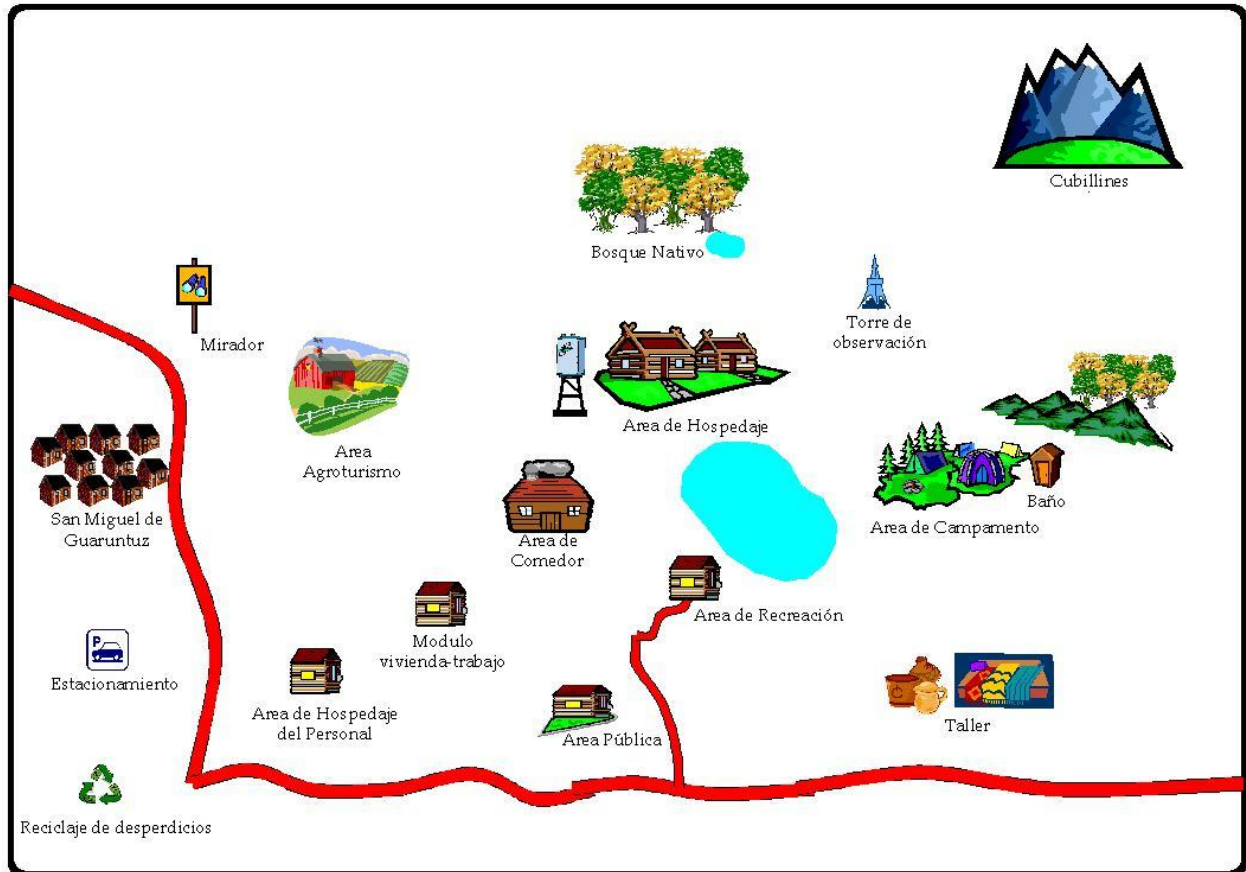 Cubillines
Bosque Nativo
Mirador
Torre de
observación
Area
Agroturismo
Area de Hospedaje
San Miguel de
Guaruntuz
Area de
Comedor
Baño
Area de Campamento
Area de Recreación
Modulo
vivienda-trabajo
P
Estacionamiento
Area de Hospedaje
del Personal
Area Pública
Taller
Reciclaje de desperdicios